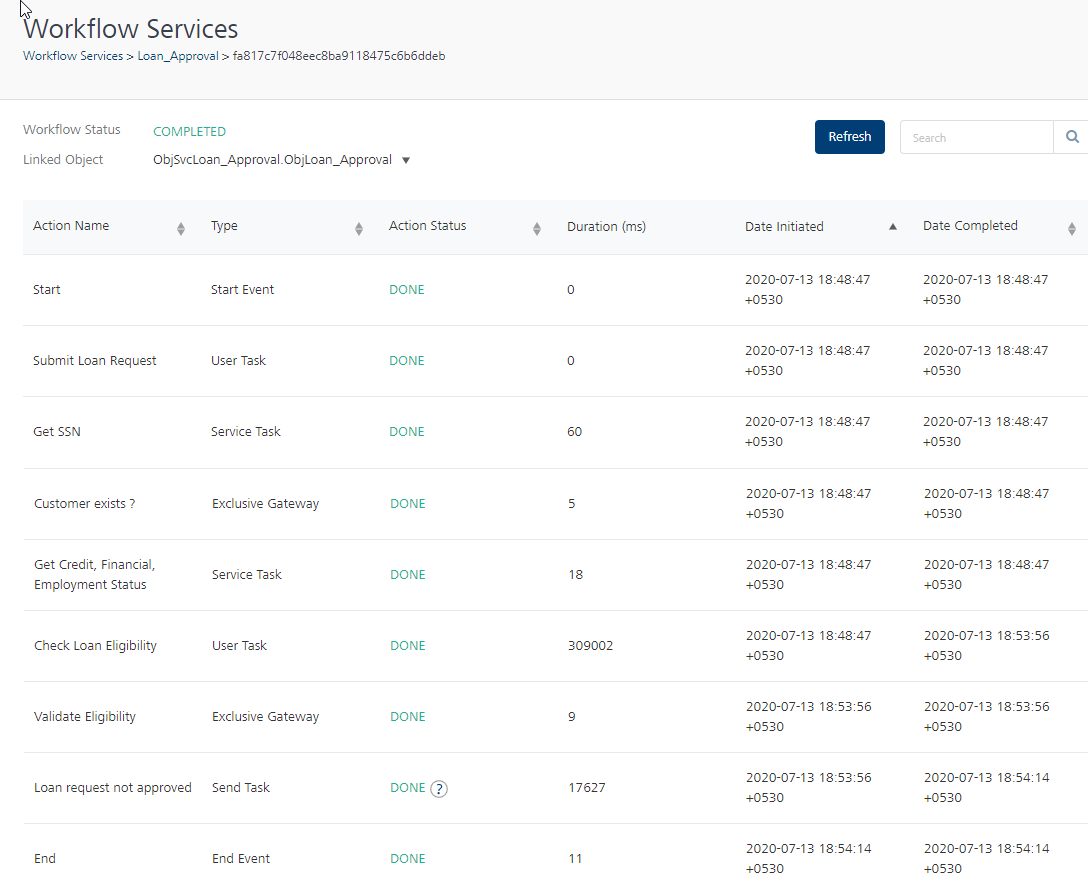 Workflow Services
Workflow Services > Loan_Approval > fa817c7f048eec8ba9118475c6b6ddeb
Workflow Status COMPLETED
Refresh
Search
Linked Object ObjSvcLoan_Approval.ObjLoan_Approval
Action Name Type Action Status Duration (ms) Date Initiated Date Completed
Start Start Event DONE 0 2020-07-13 18:48:47 +0530 2020-07-13 18:48:47 +0530
Submit Loan Request User Task DONE 0 2020-07-13 18:48:47 +0530 2020-07-13 18:48:47 +0530
Get SSN Service Task DONE 60 2020-07-13 18:48:47 +0530 2020-07-13 18:48:47 +0530
Customer exists ? Exclusive Gateway DONE 5 2020-07-13 18:48:47 +0530 2020-07-13 18:48:47 +0530
Get Credit, Financial, Employment Status Service Task DONE 18 2020-07-13 18:48:47 +0530 2020-07-13 18:48:47 +0530
Check Loan Eligibility User Task DONE 309002 2020-07-13 18:48:47 +0530 2020-07-13 18:53:56 +0530
Validate Eligibility Exclusive Gateway DONE 9 2020-07-13 18:53:56 +0530 2020-07-13 18:53:56 +0530
Loan request not approved Send Task DONE ? 17627 2020-07-13 18:53:56 +0530 2020-07-13 18:54:14 +0530
End End Event DONE 11 2020-07-13 18:54:14 +0530 2020-07-13 18:54:14 +0530